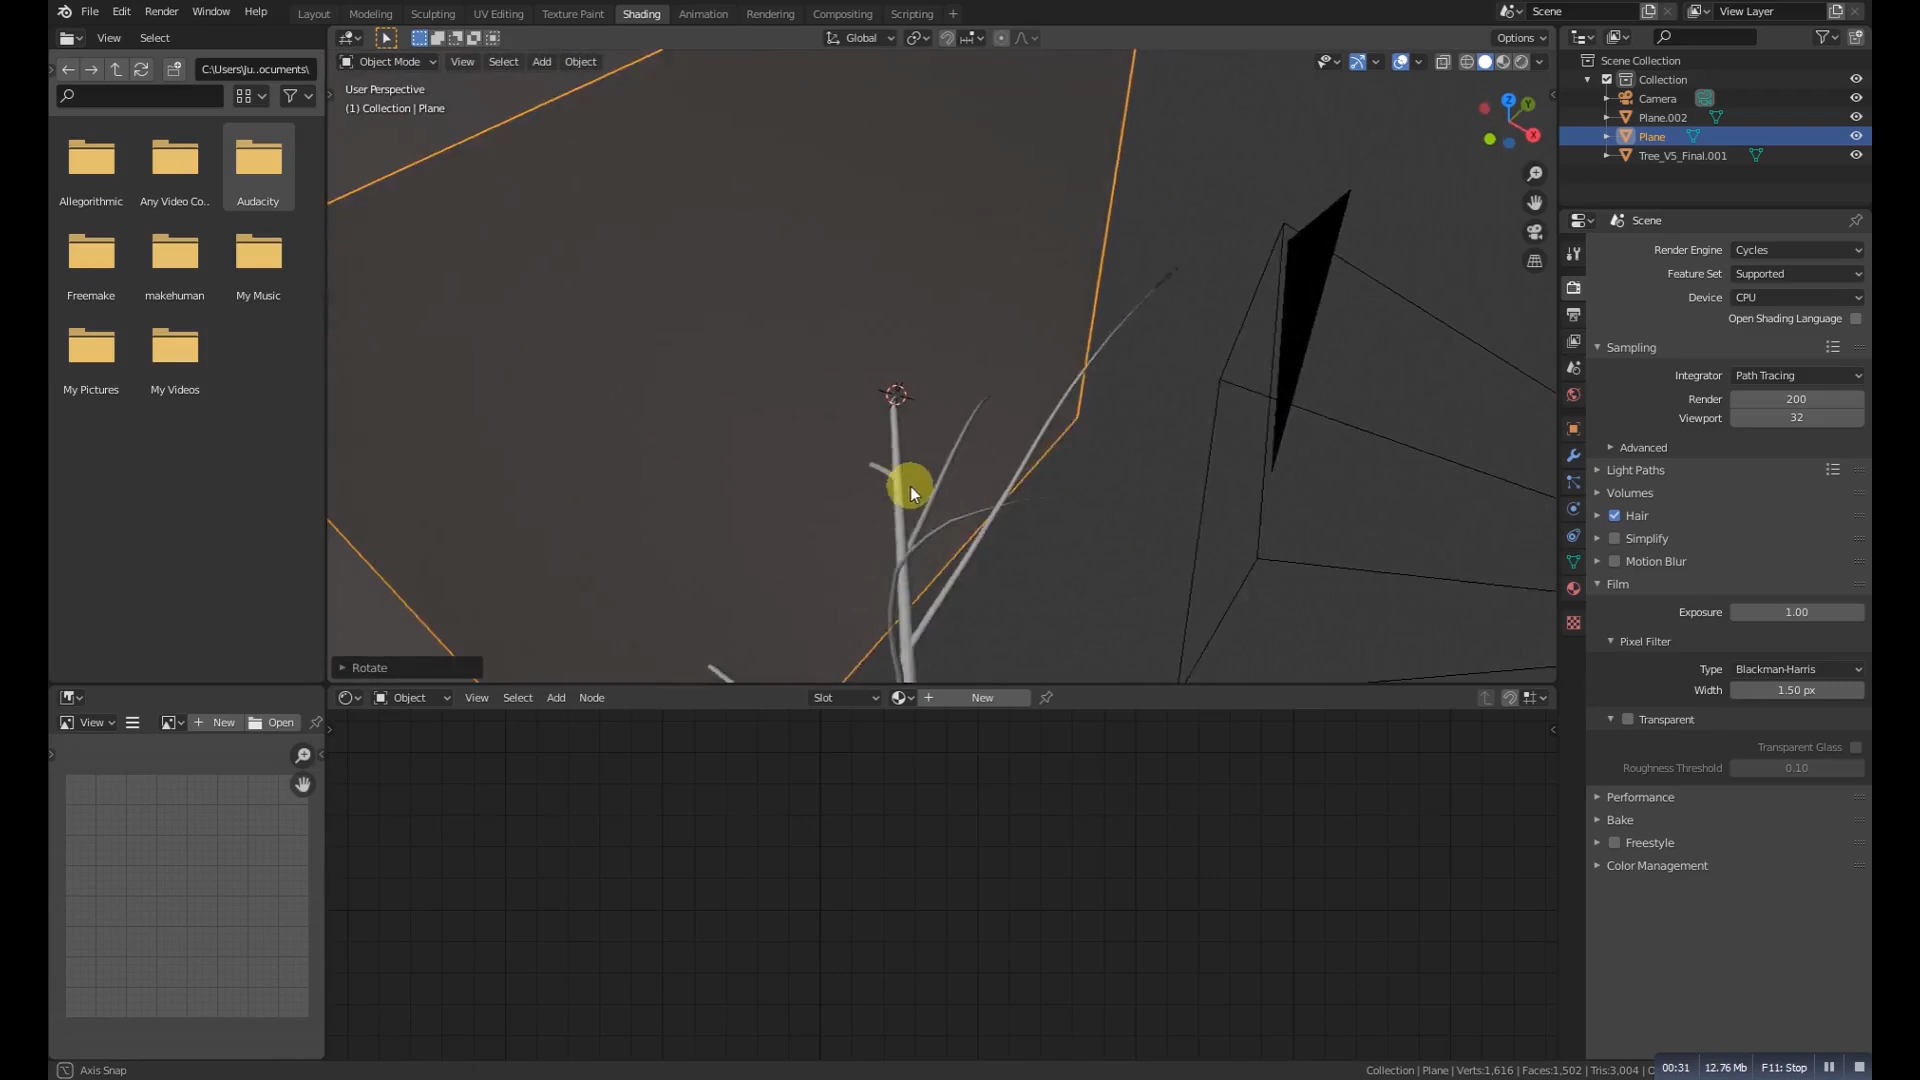 File Edit Render Window Help
Layout Modeling Sculpting UV Editing Texture Paint Shading Animation Rendering Compositing Scripting +
Scene
View Layer
View Select
Global
Options
C:\Users\Ju..ocuments\
Object Mode View Select Add Object
User Perspective
(1) Collection | Plane
Z Y X
Allegorithmic Any Video Co.. Audacity
Freemake makehuman My Music
My Pictures My Videos
Rotate
Scene Collection
Collection
Camera
Plane.002
Plane
Tree_V5_Final.001
Scene
Render Engine Cycles
Feature Set Supported
Device CPU
Open Shading Language
Sampling
Integrator Path Tracing
Render 200
Viewport 32
Advanced
Light Paths
Volumes
Hair
Simplify
Motion Blur
Film
Exposure 1.00
Pixel Filter
Type Blackman-Harris
Width 1.50 px
Transparent
Transparent Glass
Roughness Threshold 0.10
Performance
Bake
Freestyle
Color Management
View New Open
Object View Select Add Node Slot New
Axis Snap
Collection | Plane | Verts:1,616 | Faces:1,502 | Tris:3,004 |
00:31 12.76 Mb F11: Stop